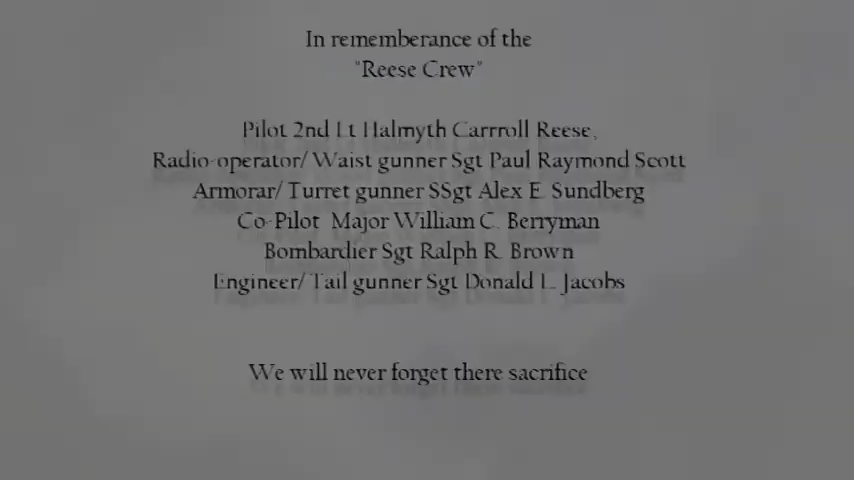 In rememberance of the
"Reese Crew"
Pilot 2nd Lt Halmyth Carrroll Reese,
Radio-operator/ Waist gunner Sgt Paul Raymond Scott
Armorar/ Turret gunner SSgt Alex E. Sundberg
Co-Pilot Major William C. Berryman
Bombardier Sgt Ralph R. Brown
Engineer/ Tail gunner Sgt Donald L. Jacobs
We will never forget there sacrifice